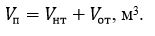 Vп = Vнт + Vот, м³.